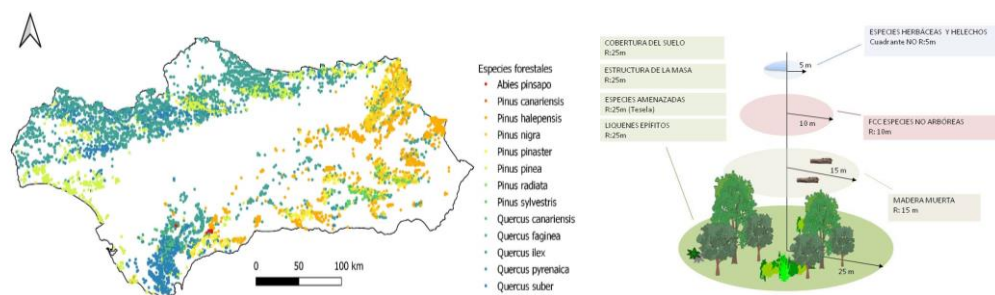 Especies forestales
Abies pinsapo
Pinus canariensis
Pinus halepensis
Pinus nigra
Pinus pinaster
Pinus pinea
Pinus radiata
Pinus sylvestris
Quercus canariensis
Quercus faginea
Quercus ilex
Quercus pyrenaica
Quercus suber
0 50 100 km
COBERTURA DEL SUELO
R:25m
ESTRUCTURA DE LA MASA
R:25m
ESPECIES AMENAZADAS
R:25m (Tesela)
LIQUENES EPÍFITOS
R:25m
ESPECIES HERBÁCEAS Y HELECHOS
Cuadrante NO R:5m
5 m
10 m
FCC ESPECIES NO ARBÓREAS
R: 10m
15 m
MADERA MUERTA
R: 15 m
25 m